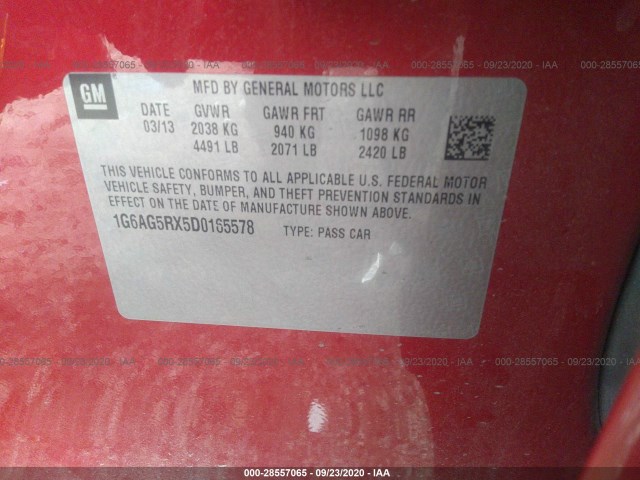 GM
MFD BY GENERAL MOTORS LLC
DATE GVWR GAWR FRT GAWR RR
03/13 2038 KG 940 KG 1098 KG
4491 LB 2071 LB 2420 LB
THIS VEHICLE CONFORMS TO ALL APPLICABLE U.S. FEDERAL MOTOR
VEHICLE SAFETY, BUMPER, AND THEFT PREVENTION STANDARDS IN
EFFECT ON THE DATE OF MANUFACTURE SHOWN ABOVE.
1G6AG5RX5D0165578 TYPE: PASS CAR
000-28557065 - 09/23/2020 - IAA